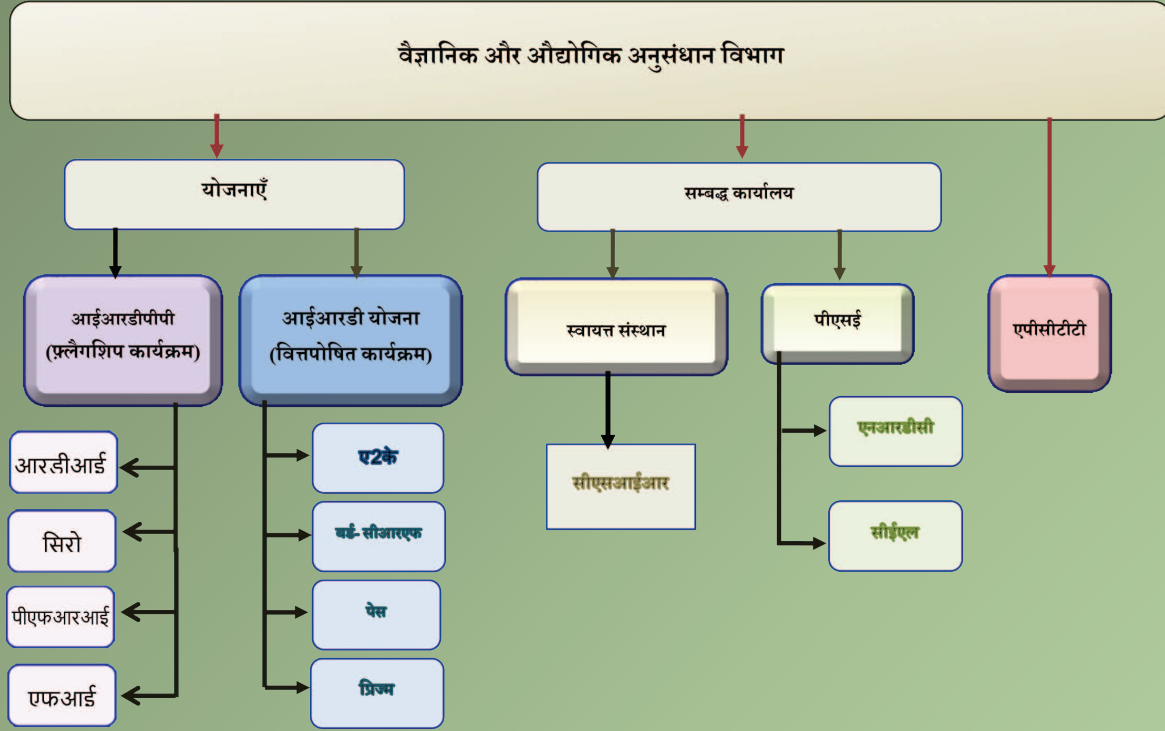 वैज्ञानिक और औद्योगिक अनुसंधान विभाग
योजनाएँ
सम्बद्ध कार्यालय
आईआरडीपीपी
(फ़्लैगशिप कार्यक्रम)
आईआरडी योजना
(वित्तपोषित कार्यक्रम)
स्वायत्त संस्थान
पीएसई
एपीसीटीटी
आरडीआई
सिरो
पीएफआरआई
एफआई
ए2के
बर्ड- सीआरएफ
पेस
प्रिज्म
सीएसआईआर
एनआरडीसी
सीईएल